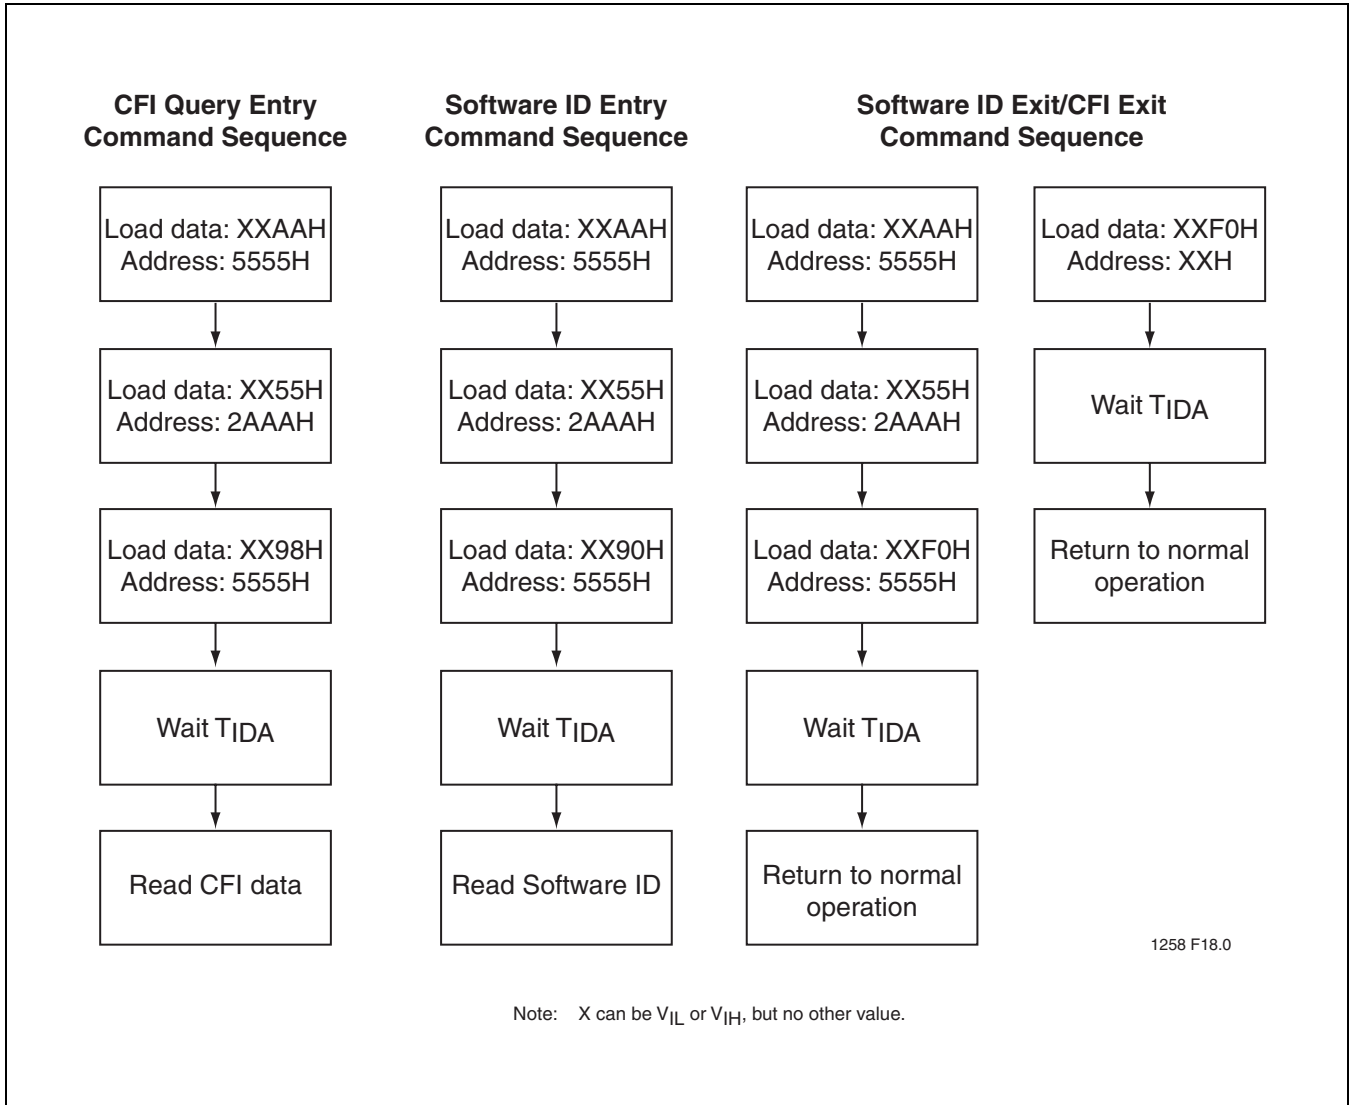 CFI Query Entry
Command Sequence
Load data: XXAAH
Address: 5555H
Load data: XX55H
Address: 2AAAH
Load data: XX98H
Address: 5555H
Wait TIDA
Read CFI data
Software ID Entry
Command Sequence
Load data: XXAAH
Address: 5555H
Load data: XX55H
Address: 2AAAH
Load data: XX90H
Address: 5555H
Wait TIDA
Read Software ID
Software ID Exit/CFI Exit
Command Sequence
Load data: XXAAH
Address: 5555H
Load data: XX55H
Address: 2AAAH
Load data: XXF0H
Address: 5555H
Wait TIDA
Return to normal
operation
Load data: XXF0H
Address: XXH
Wait TIDA
Return to normal
operation
1258 F18.0
Note: X can be VIL or VIH, but no other value.